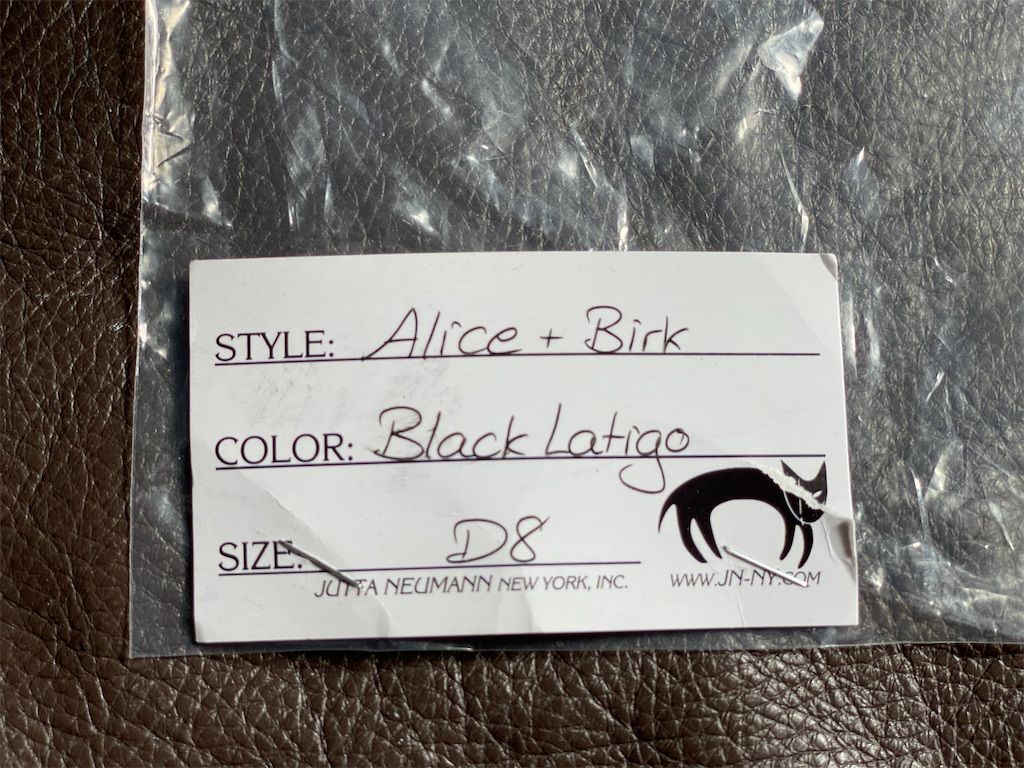 STYLE: Alice + Birk
COLOR: Black Latigo
SIZE: D8
JUTTA NEUMANN NEW YORK, INC. WWW.JN-NY.COM